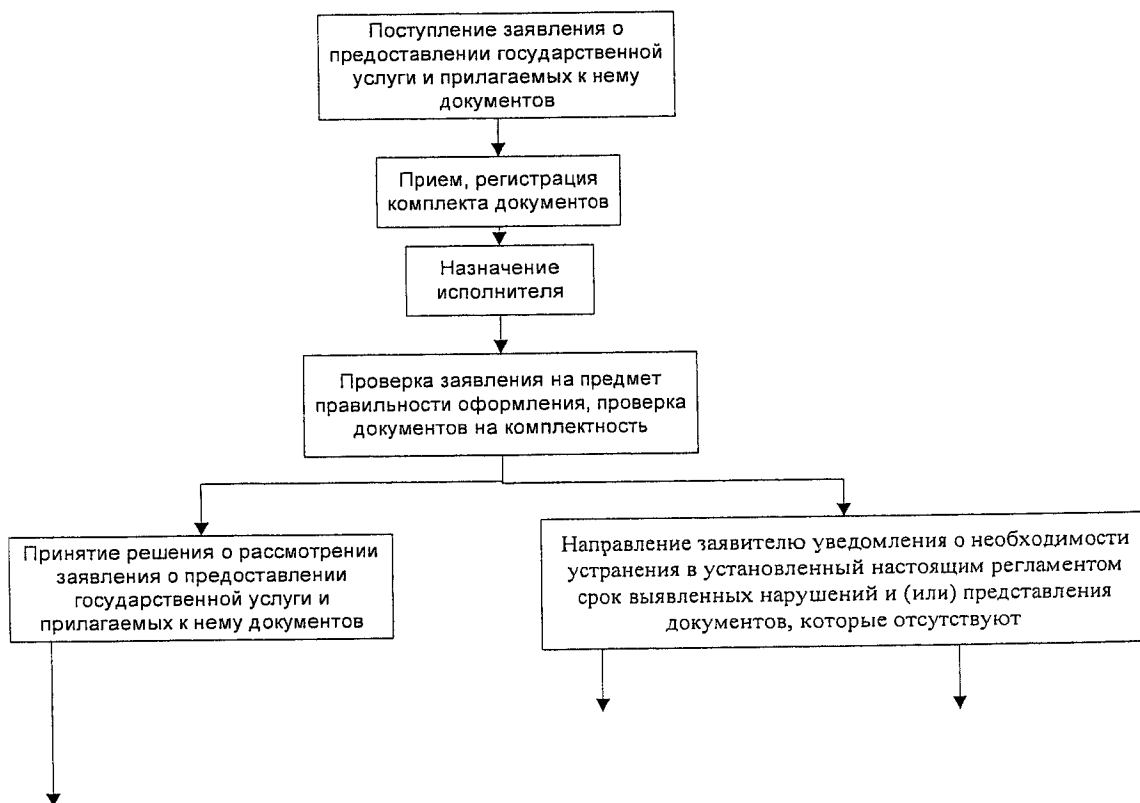 Поступление заявления о
предоставлении государственной
услуги и прилагаемых к нему
документов
Прием, регистрация
комплекта документов
Назначение
исполнителя
Проверка заявления на предмет
правильности оформления, проверка
документов на комплектность
Принятие решения о рассмотрении
заявления о предоставлении
государственной услуги и
прилагаемых к нему документов
Направление заявителю уведомления о необходимости
устранения в установленный настоящим регламентом
срок выявленных нарушений и (или) представления
документов, которые отсутствуют